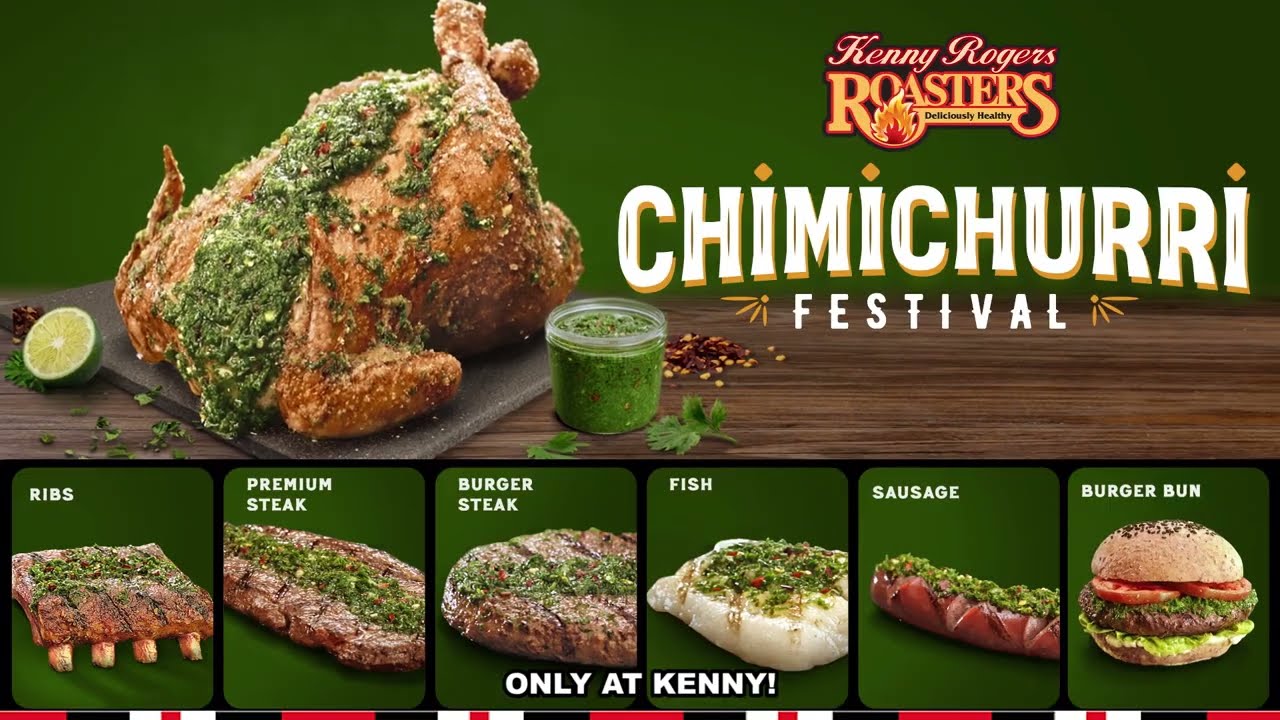 Kenny Rogers
ROASTERS
Deliciously Healthy
CHiMiCHURRi
FESTIVAL
RIBS
PREMIUM
STEAK
BURGER
STEAK
FISH
SAUSAGE
BURGER BUN
ONLY AT KENNY!